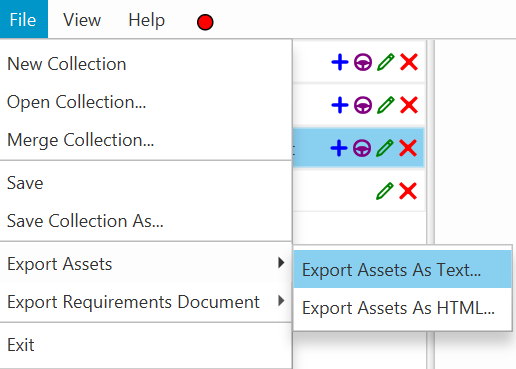 File View Help
New Collection
Open Collection...
Merge Collection...
Save
Save Collection As...
Export Assets
Export Assets As Text...
Export Requirements Document
Export Assets As HTML...
Exit